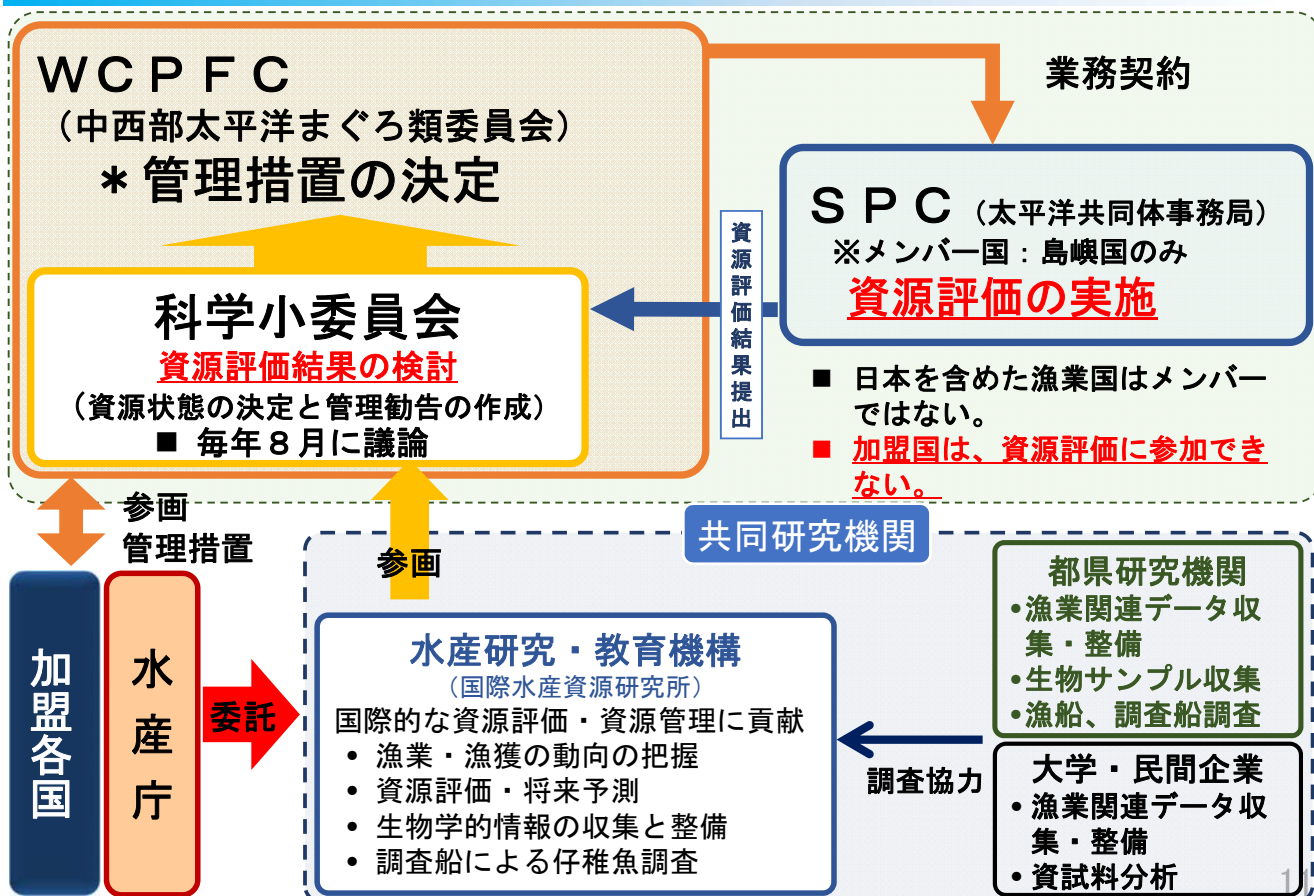 ＷＣＰＦＣ
（中西部太平洋まぐろ類委員会）
＊管理措置の決定
科学小委員会
資源評価結果の検討
（資源状態の決定と管理勧告の作成）
■ 毎年８月に議論
業務契約
資源評価結果提出
ＳＰＣ（太平洋共同体事務局）
※メンバー国：島嶼国のみ
資源評価の実施
■ 日本を含めた漁業国はメンバー
ではない。
■ 加盟国は、資源評価に参加でき
ない。
参画
管理措置
参画
共同研究機関
加盟各国
水産庁
委託
水産研究・教育機構
（国際水産資源研究所）
国際的な資源評価・資源管理に貢献
• 漁業・漁獲の動向の把握
• 資源評価・将来予測
• 生物学的情報の収集と整備
• 調査船による仔稚魚調査
調査協力
都県研究機関
•漁業関連データ収
集・整備
•生物サンプル収集
•漁船、調査船調査
大学・民間企業
• 漁業関連データ収
集・整備
• 資試料分析
11